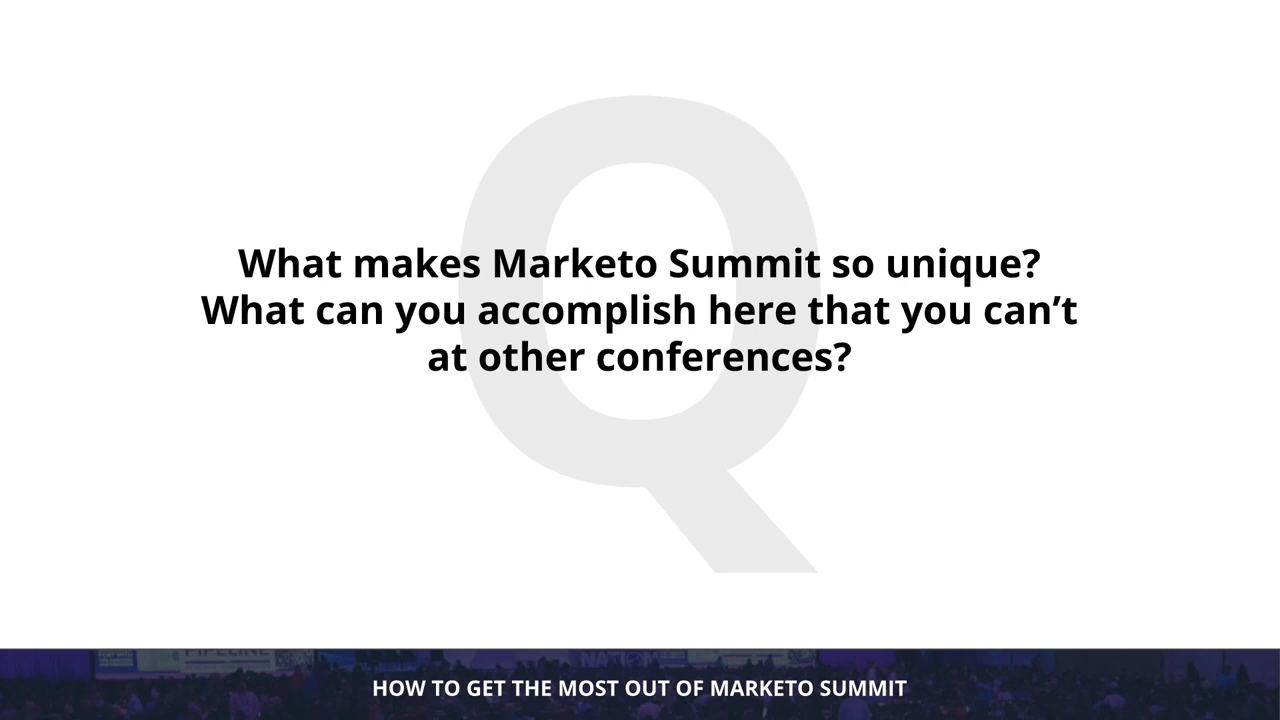 Q
What makes Marketo Summit so unique?
What can you accomplish here that you can’t
at other conferences?
PIPELINE
HOW TO GET THE MOST OUT OF MARKETO SUMMIT